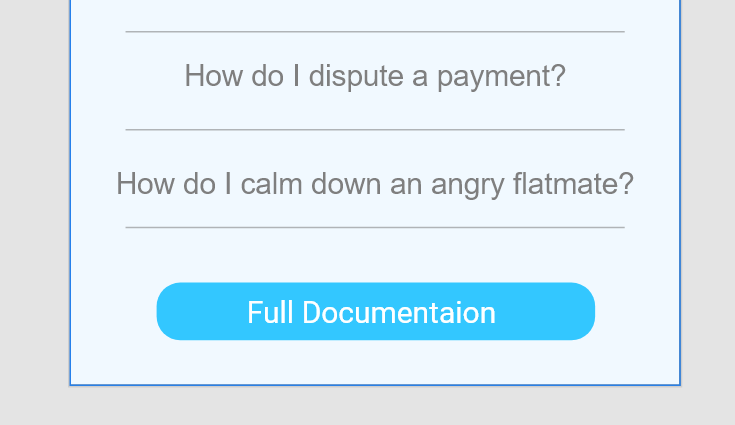 How do I dispute a payment?
How do I calm down an angry flatmate?
Full Documentaion